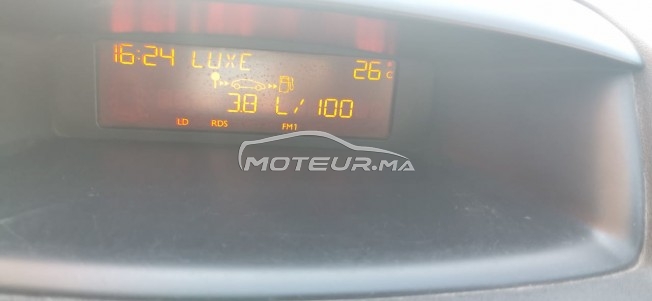 16:24 LUXE 26 °C
3.8 L/100
LD RDS FM1
MOTEUR.MA